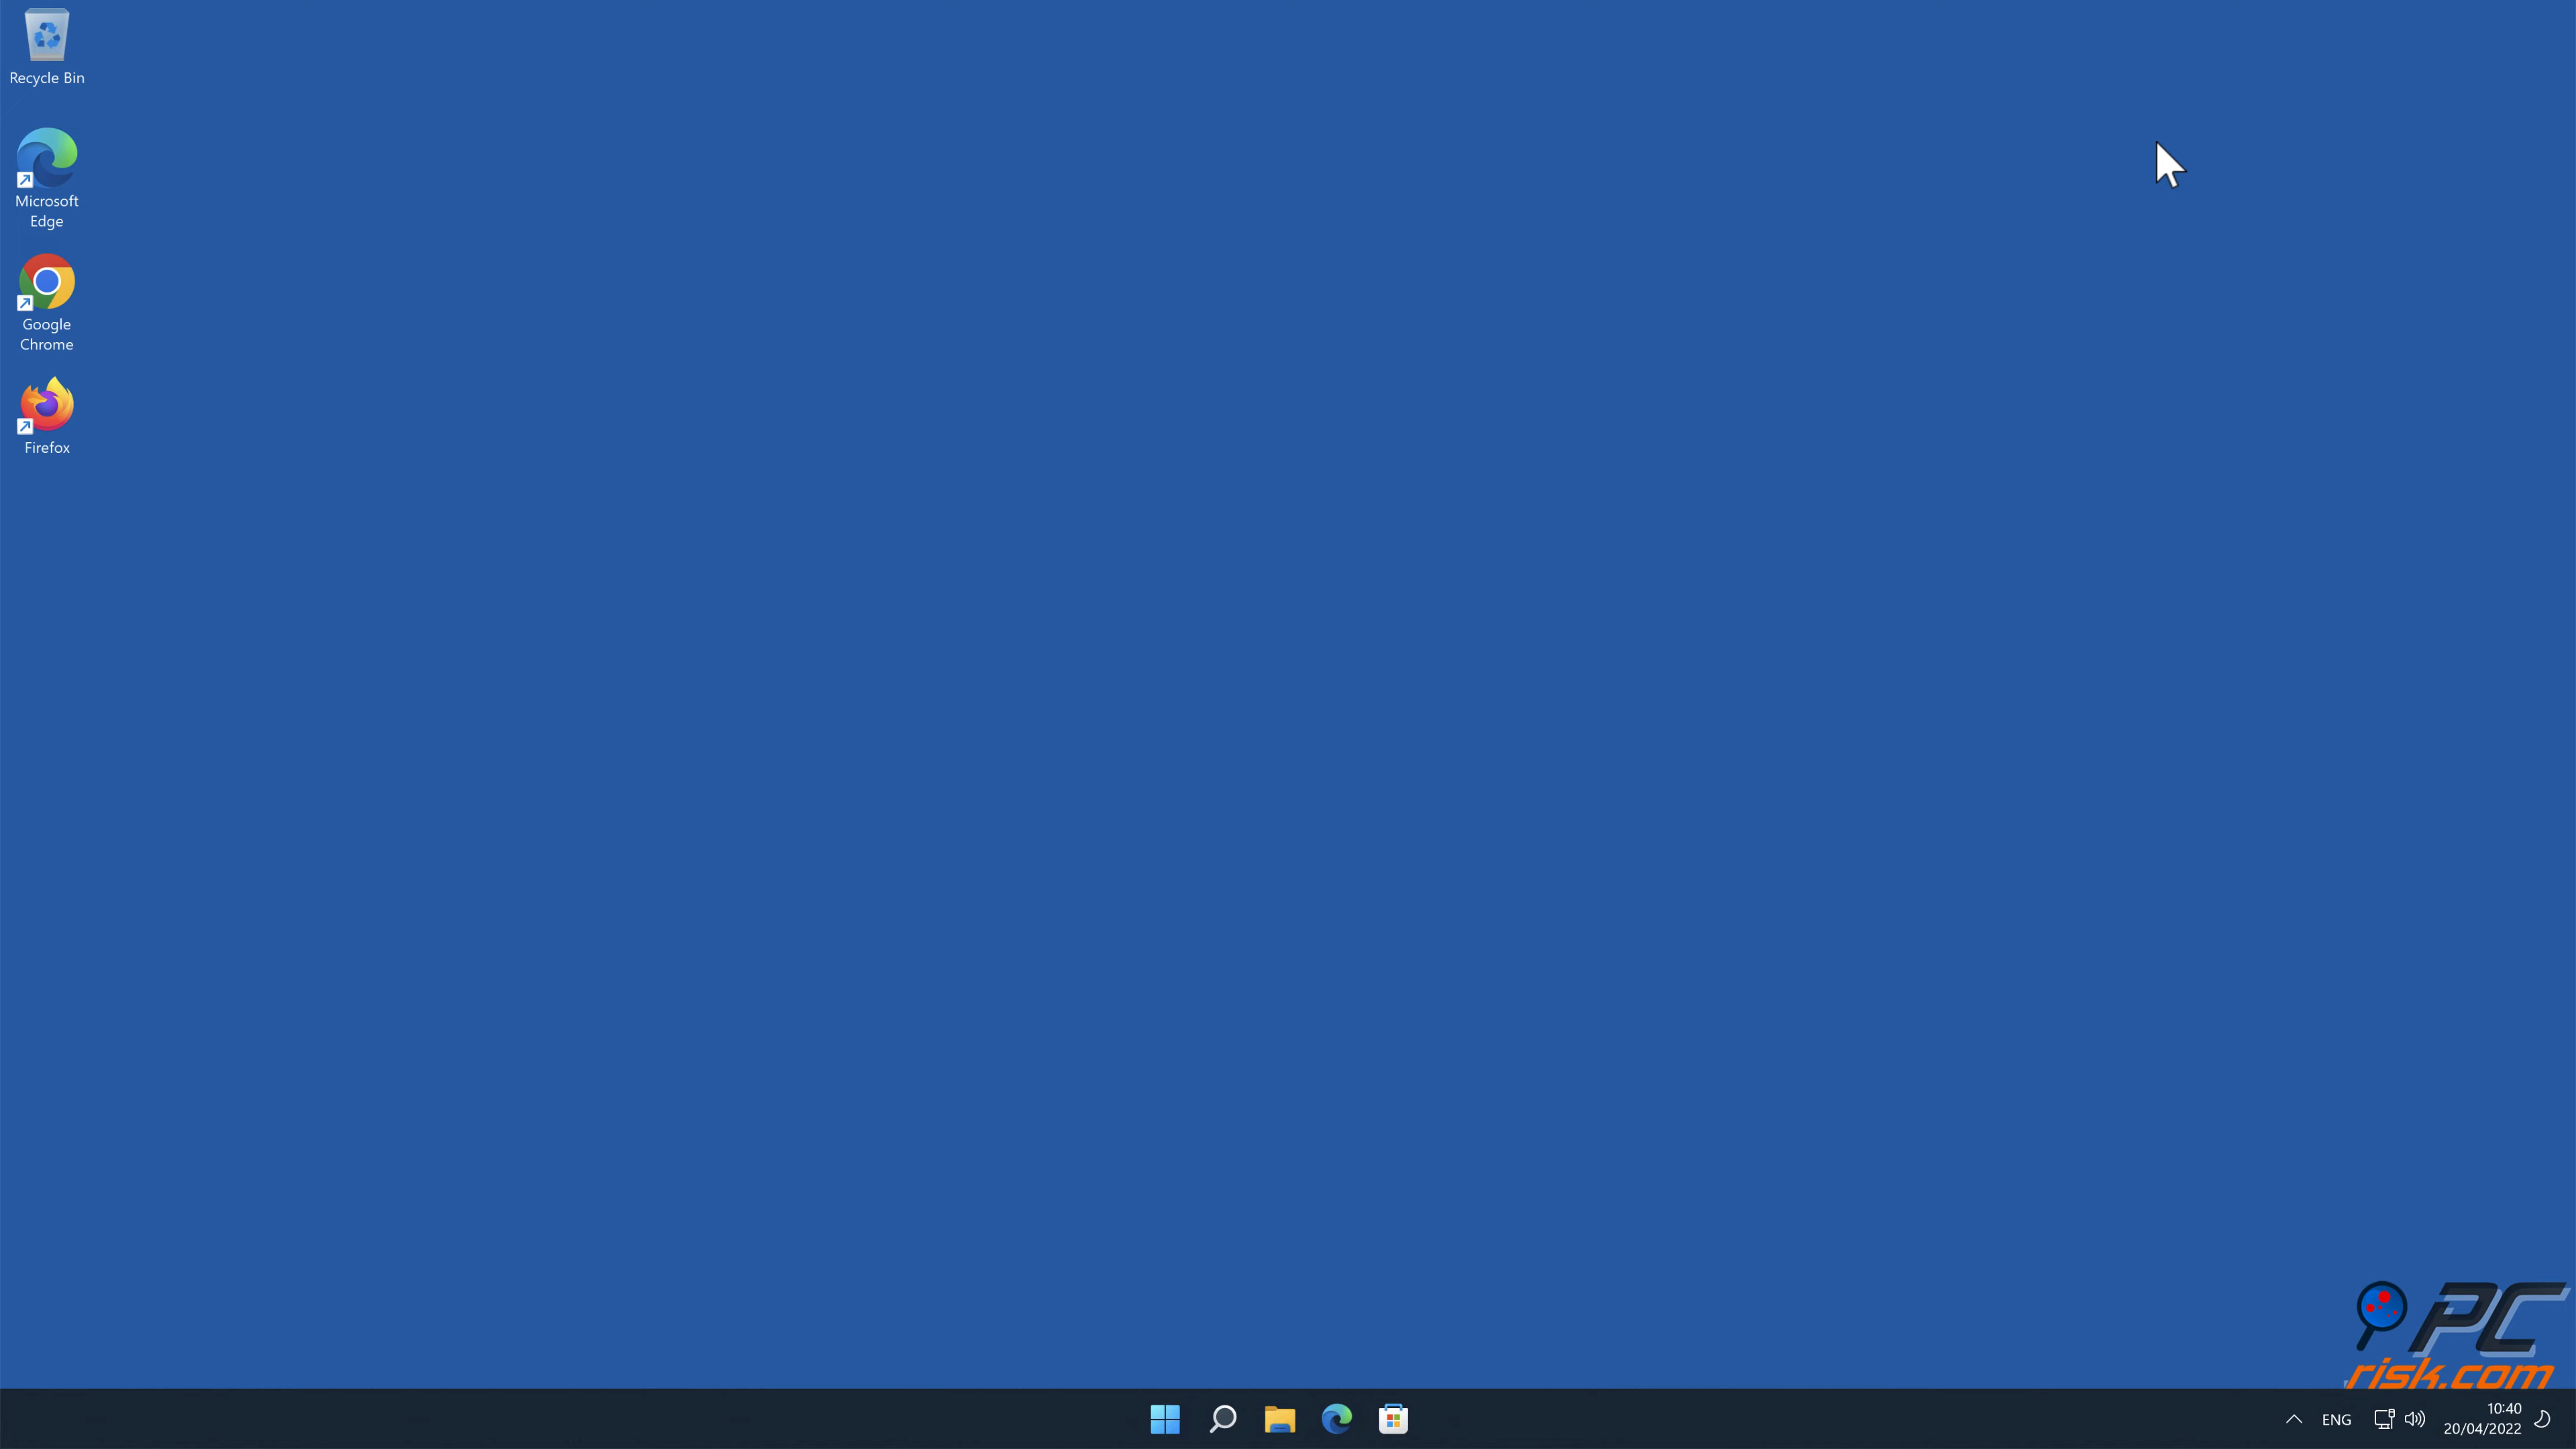 Recycle Bin
Microsoft
Edge
Google
Chrome
Firefox
PC
risk.com
ENG
10:40
20/04/2022